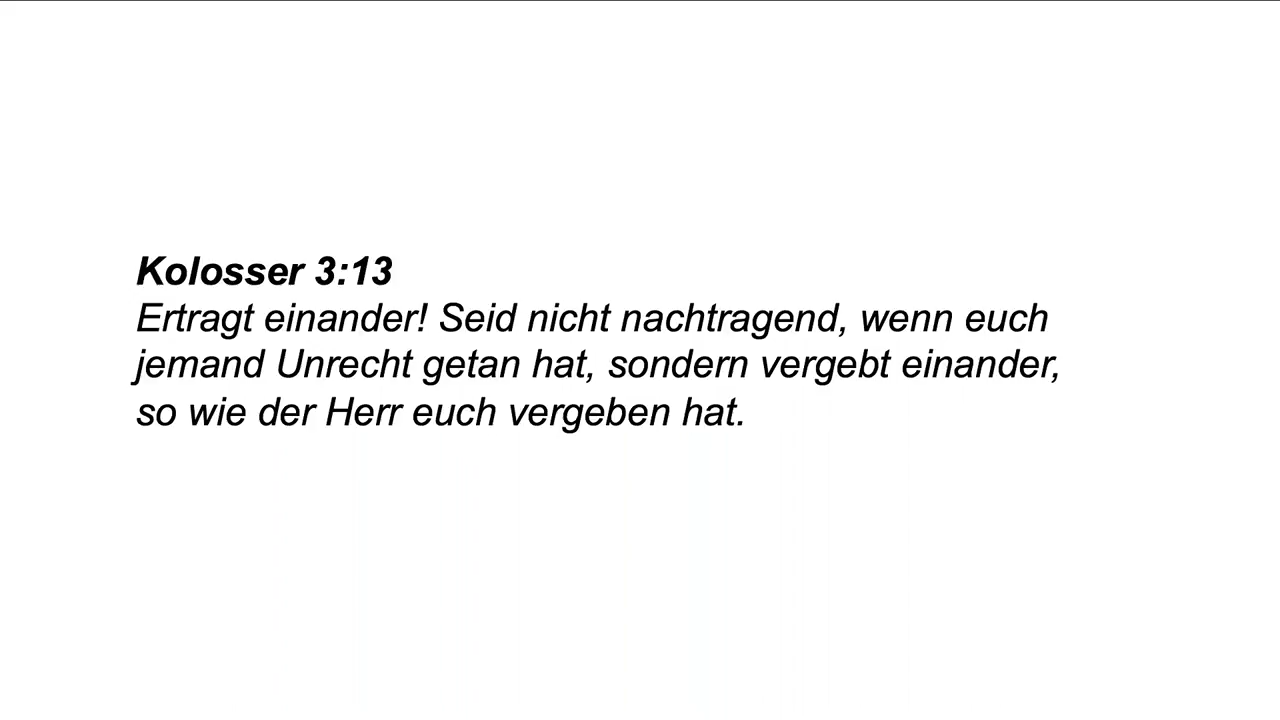 Kolosser 3:13
Ertragt einander! Seid nicht nachtragend, wenn euch
jemand Unrecht getan hat, sondern vergebt einander,
so wie der Herr euch vergeben hat.